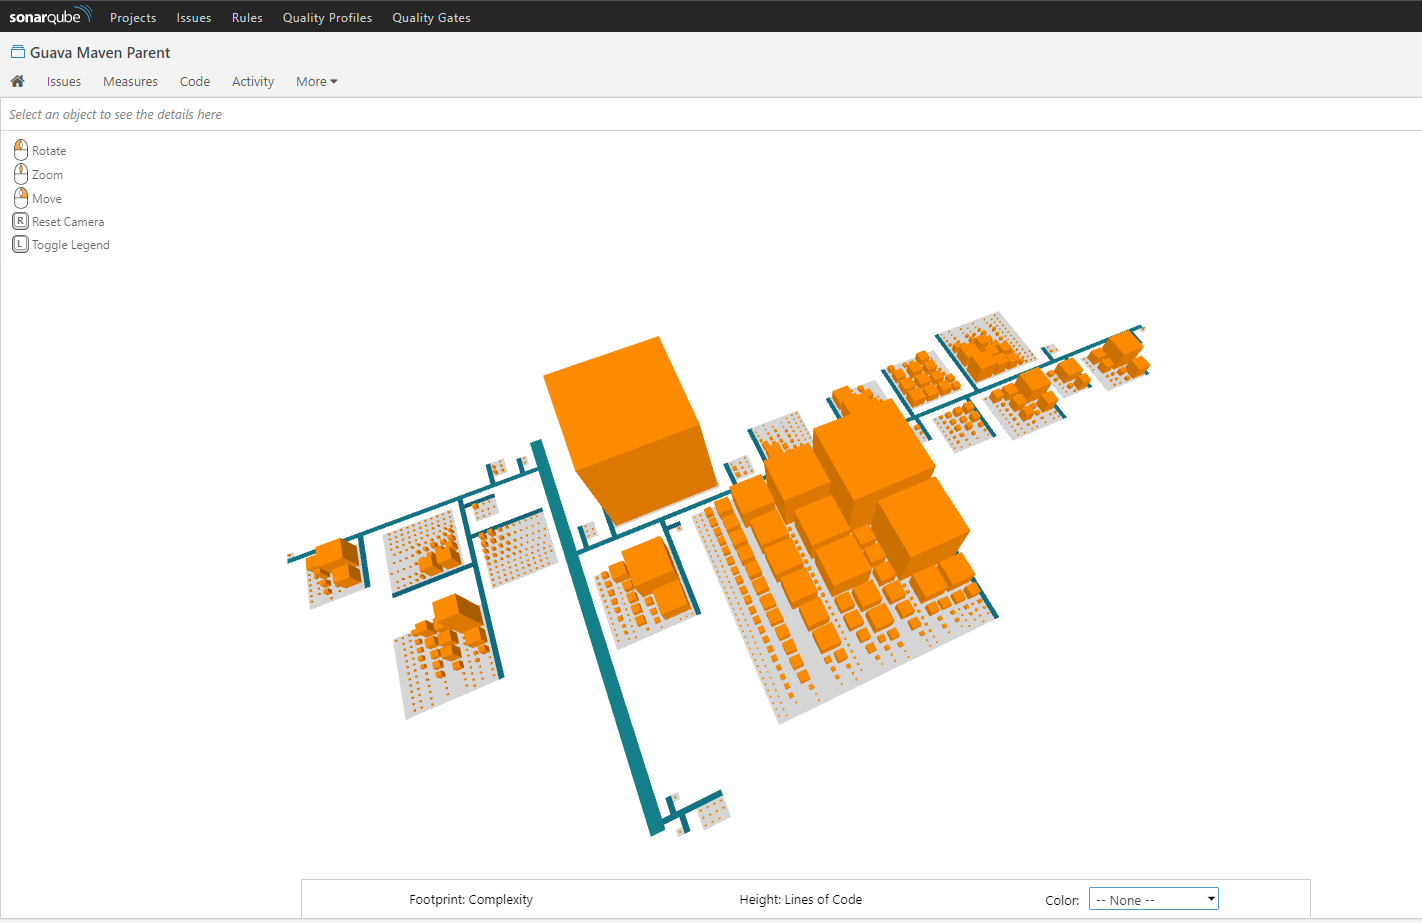 sonarqube Projects Issues Rules Quality Profiles Quality Gates
Guava Maven Parent
Issues Measures Code Activity More
Select an object to see the details here
Rotate
Zoom
Move
R Reset Camera
L Toggle Legend
Footprint: Complexity Height: Lines of Code Color: -- None --